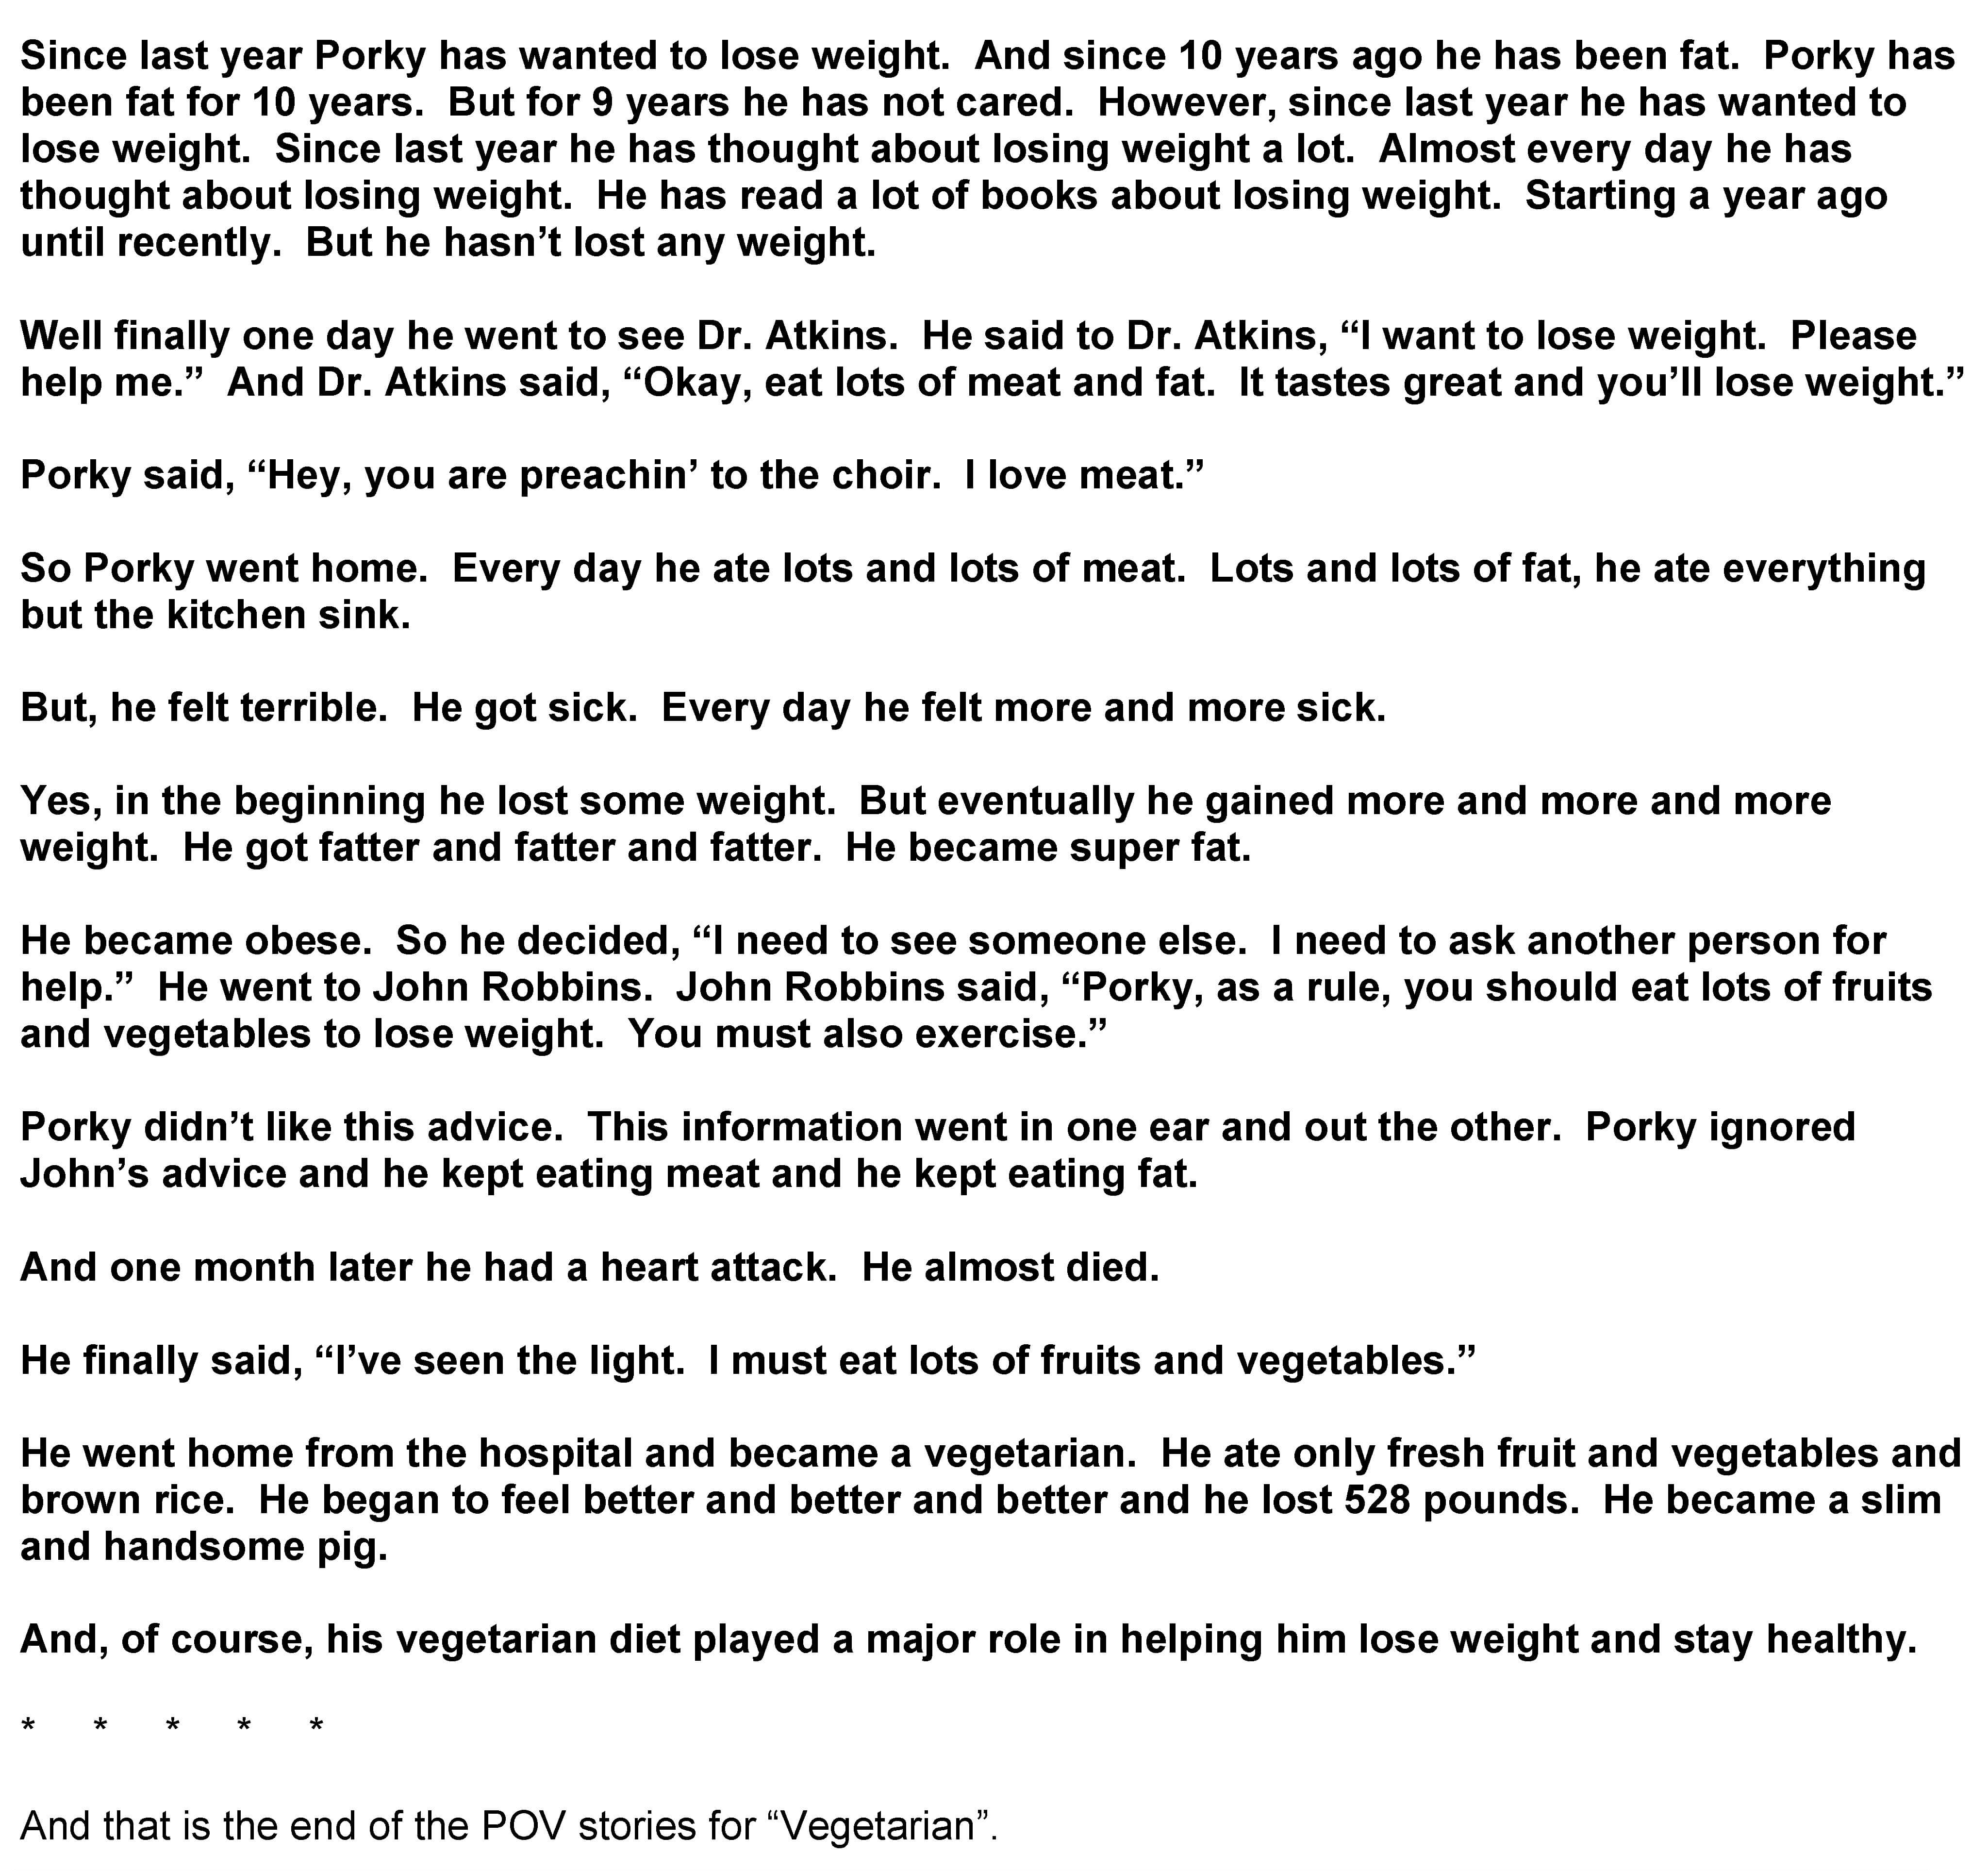 Since last year Porky has wanted to lose weight.  And since 10 years ago he has been fat.  Porky has
been fat for 10 years.  But for 9 years he has not cared.  However, since last year he has wanted to
lose weight.  Since last year he has thought about losing weight a lot.  Almost every day he has
thought about losing weight.  He has read a lot of books about losing weight.  Starting a year ago
until recently.  But he hasn’t lost any weight.
Well finally one day he went to see Dr. Atkins.  He said to Dr. Atkins, “I want to lose weight.  Please
help me.”  And Dr. Atkins said, “Okay, eat lots of meat and fat.  It tastes great and you’ll lose weight.”
Porky said, “Hey, you are preachin’ to the choir.  I love meat.”
So Porky went home.  Every day he ate lots and lots of meat.  Lots and lots of fat, he ate everything
but the kitchen sink.
But, he felt terrible.  He got sick.  Every day he felt more and more sick.
Yes, in the beginning he lost some weight.  But eventually he gained more and more and more
weight.  He got fatter and fatter and fatter.  He became super fat.
He became obese.  So he decided, “I need to see someone else.  I need to ask another person for
help.”  He went to John Robbins.  John Robbins said, “Porky, as a rule, you should eat lots of fruits
and vegetables to lose weight.  You must also exercise.”
Porky didn’t like this advice.  This information went in one ear and out the other.  Porky ignored
John’s advice and he kept eating meat and he kept eating fat.
And one month later he had a heart attack.  He almost died.
He finally said, “I’ve seen the light.  I must eat lots of fruits and vegetables.”
He went home from the hospital and became a vegetarian.  He ate only fresh fruit and vegetables and
brown rice.  He began to feel better and better and better and he lost 528 pounds.  He became a slim
and handsome pig.
And, of course, his vegetarian diet played a major role in helping him lose weight and stay healthy.
* * * * *
And that is the end of the POV stories for “Vegetarian”.